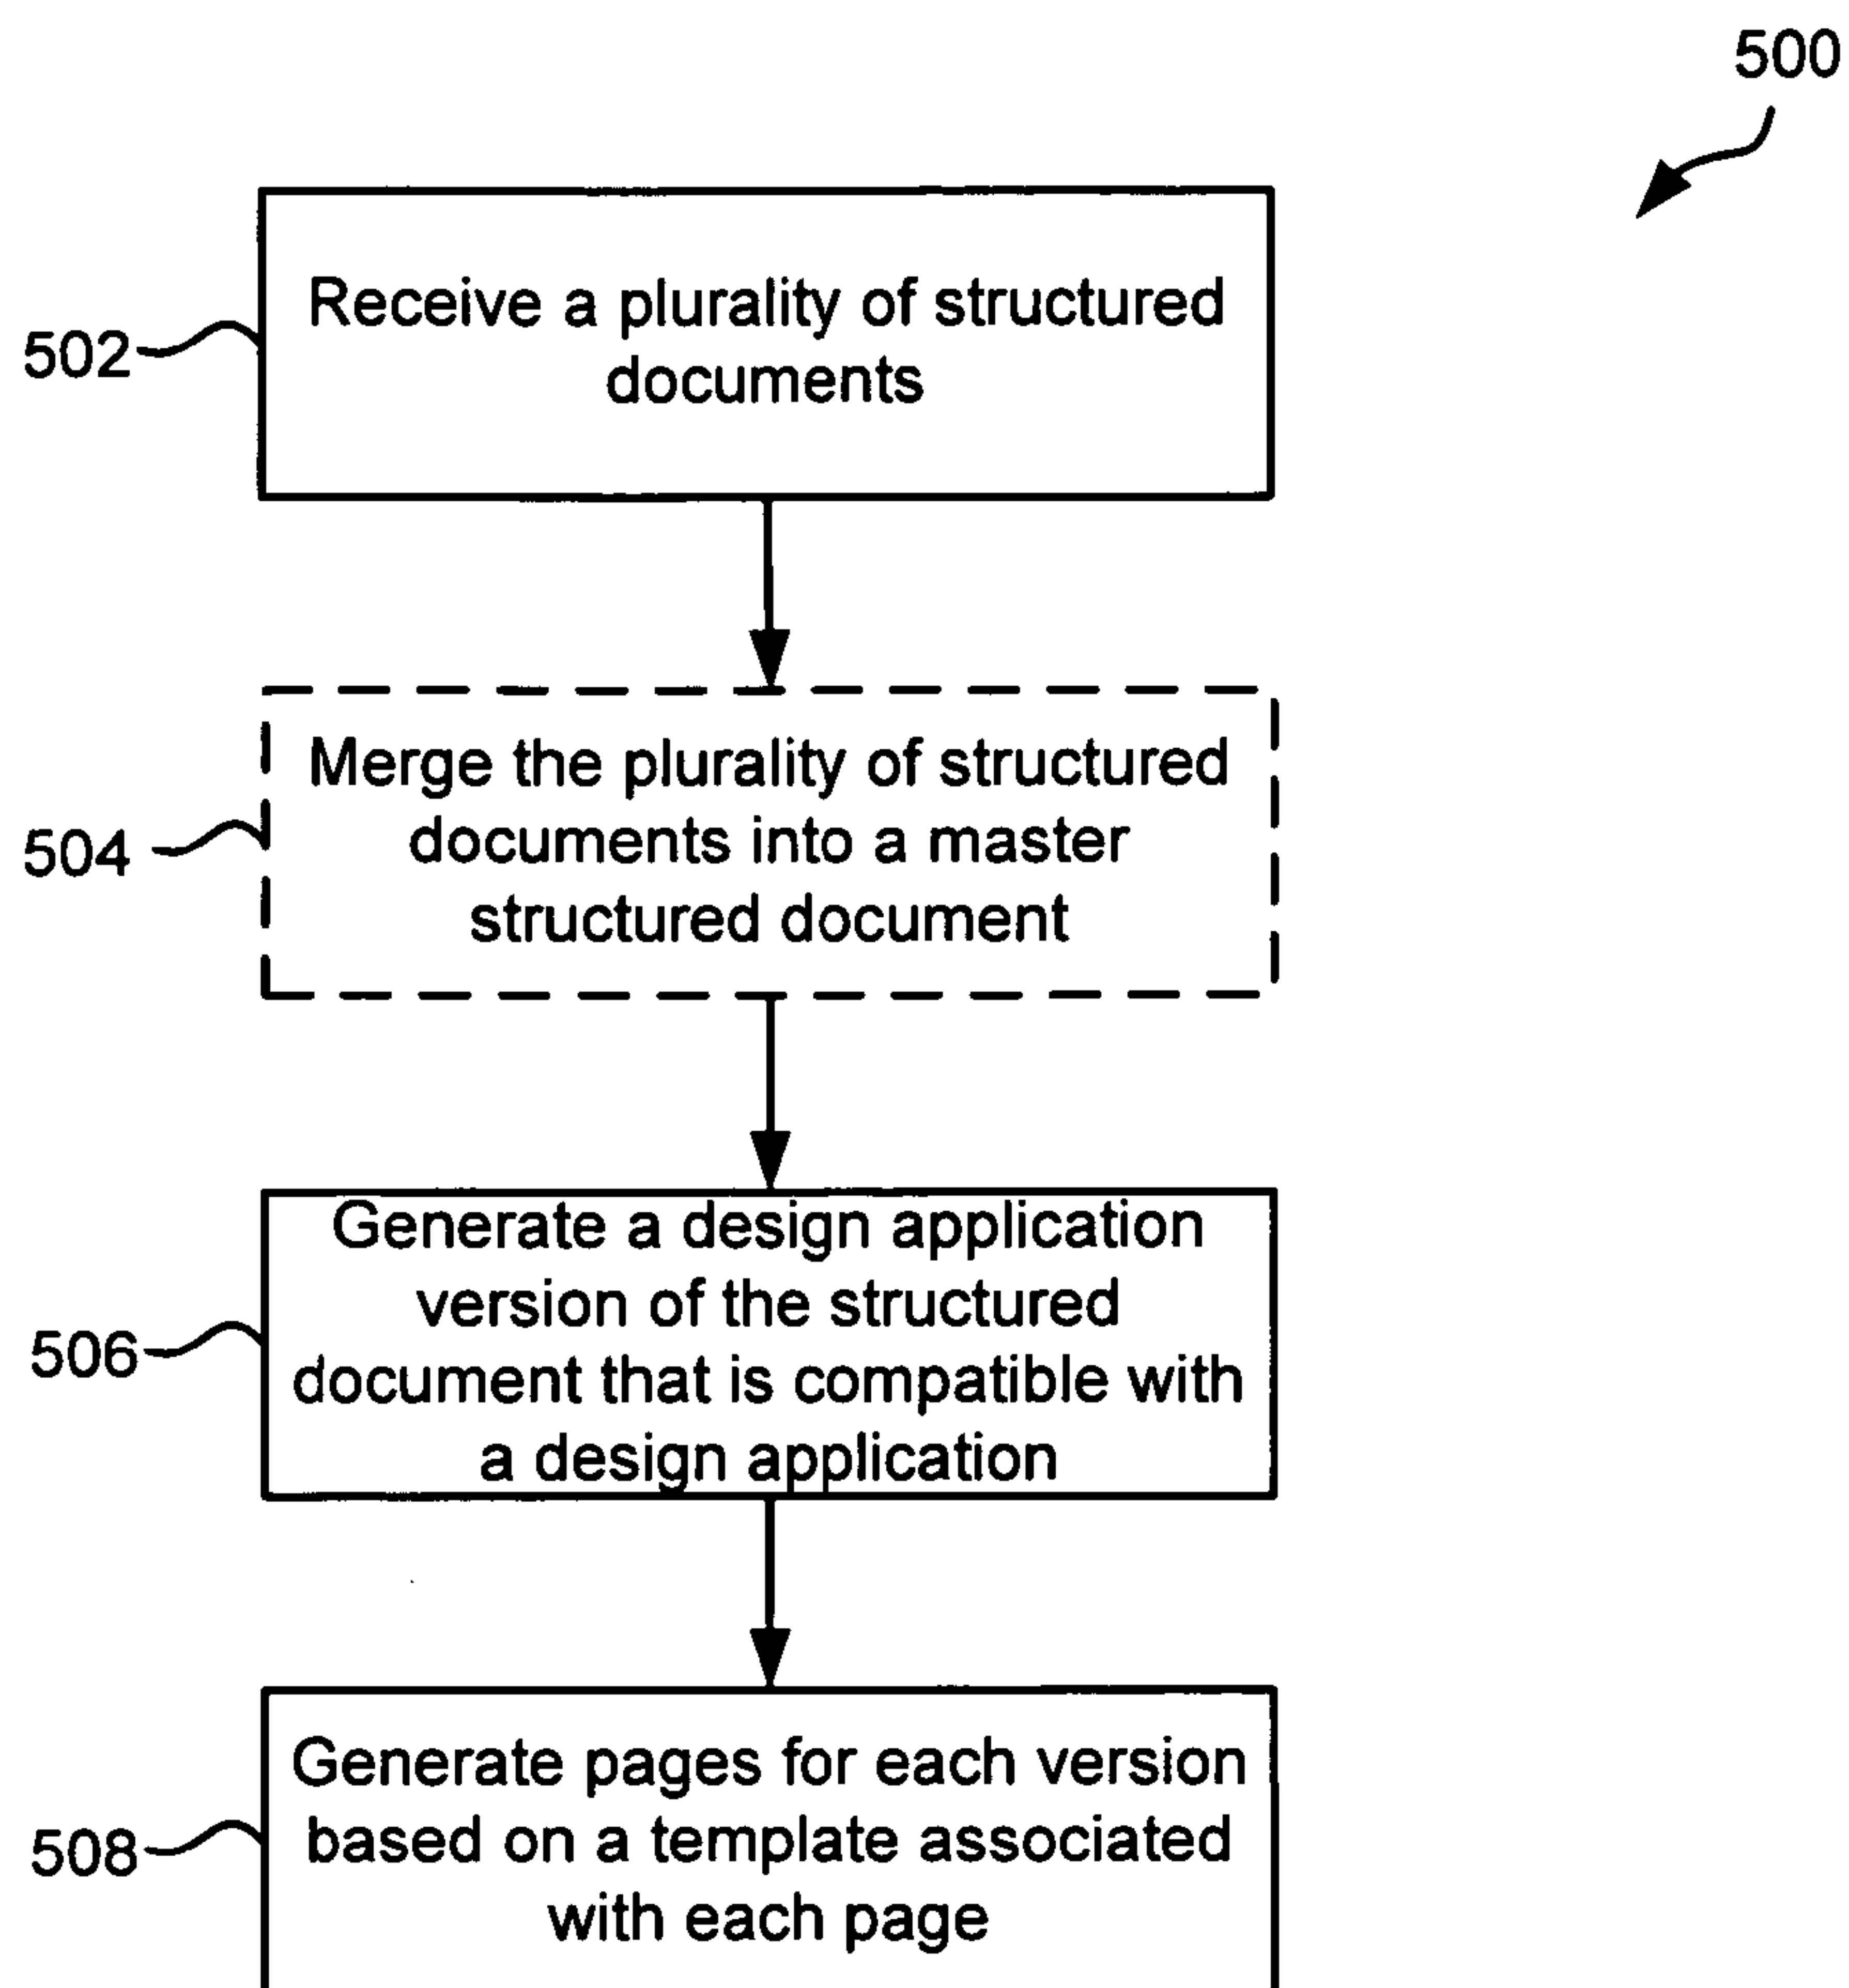 500
502
Receive a plurality of structured
documents
504
Merge the plurality of structured
documents into a master
structured document
506
Generate a design application
version of the structured
document that is compatible with
a design application
508
Generate pages for each version
based on a template associated
with each page